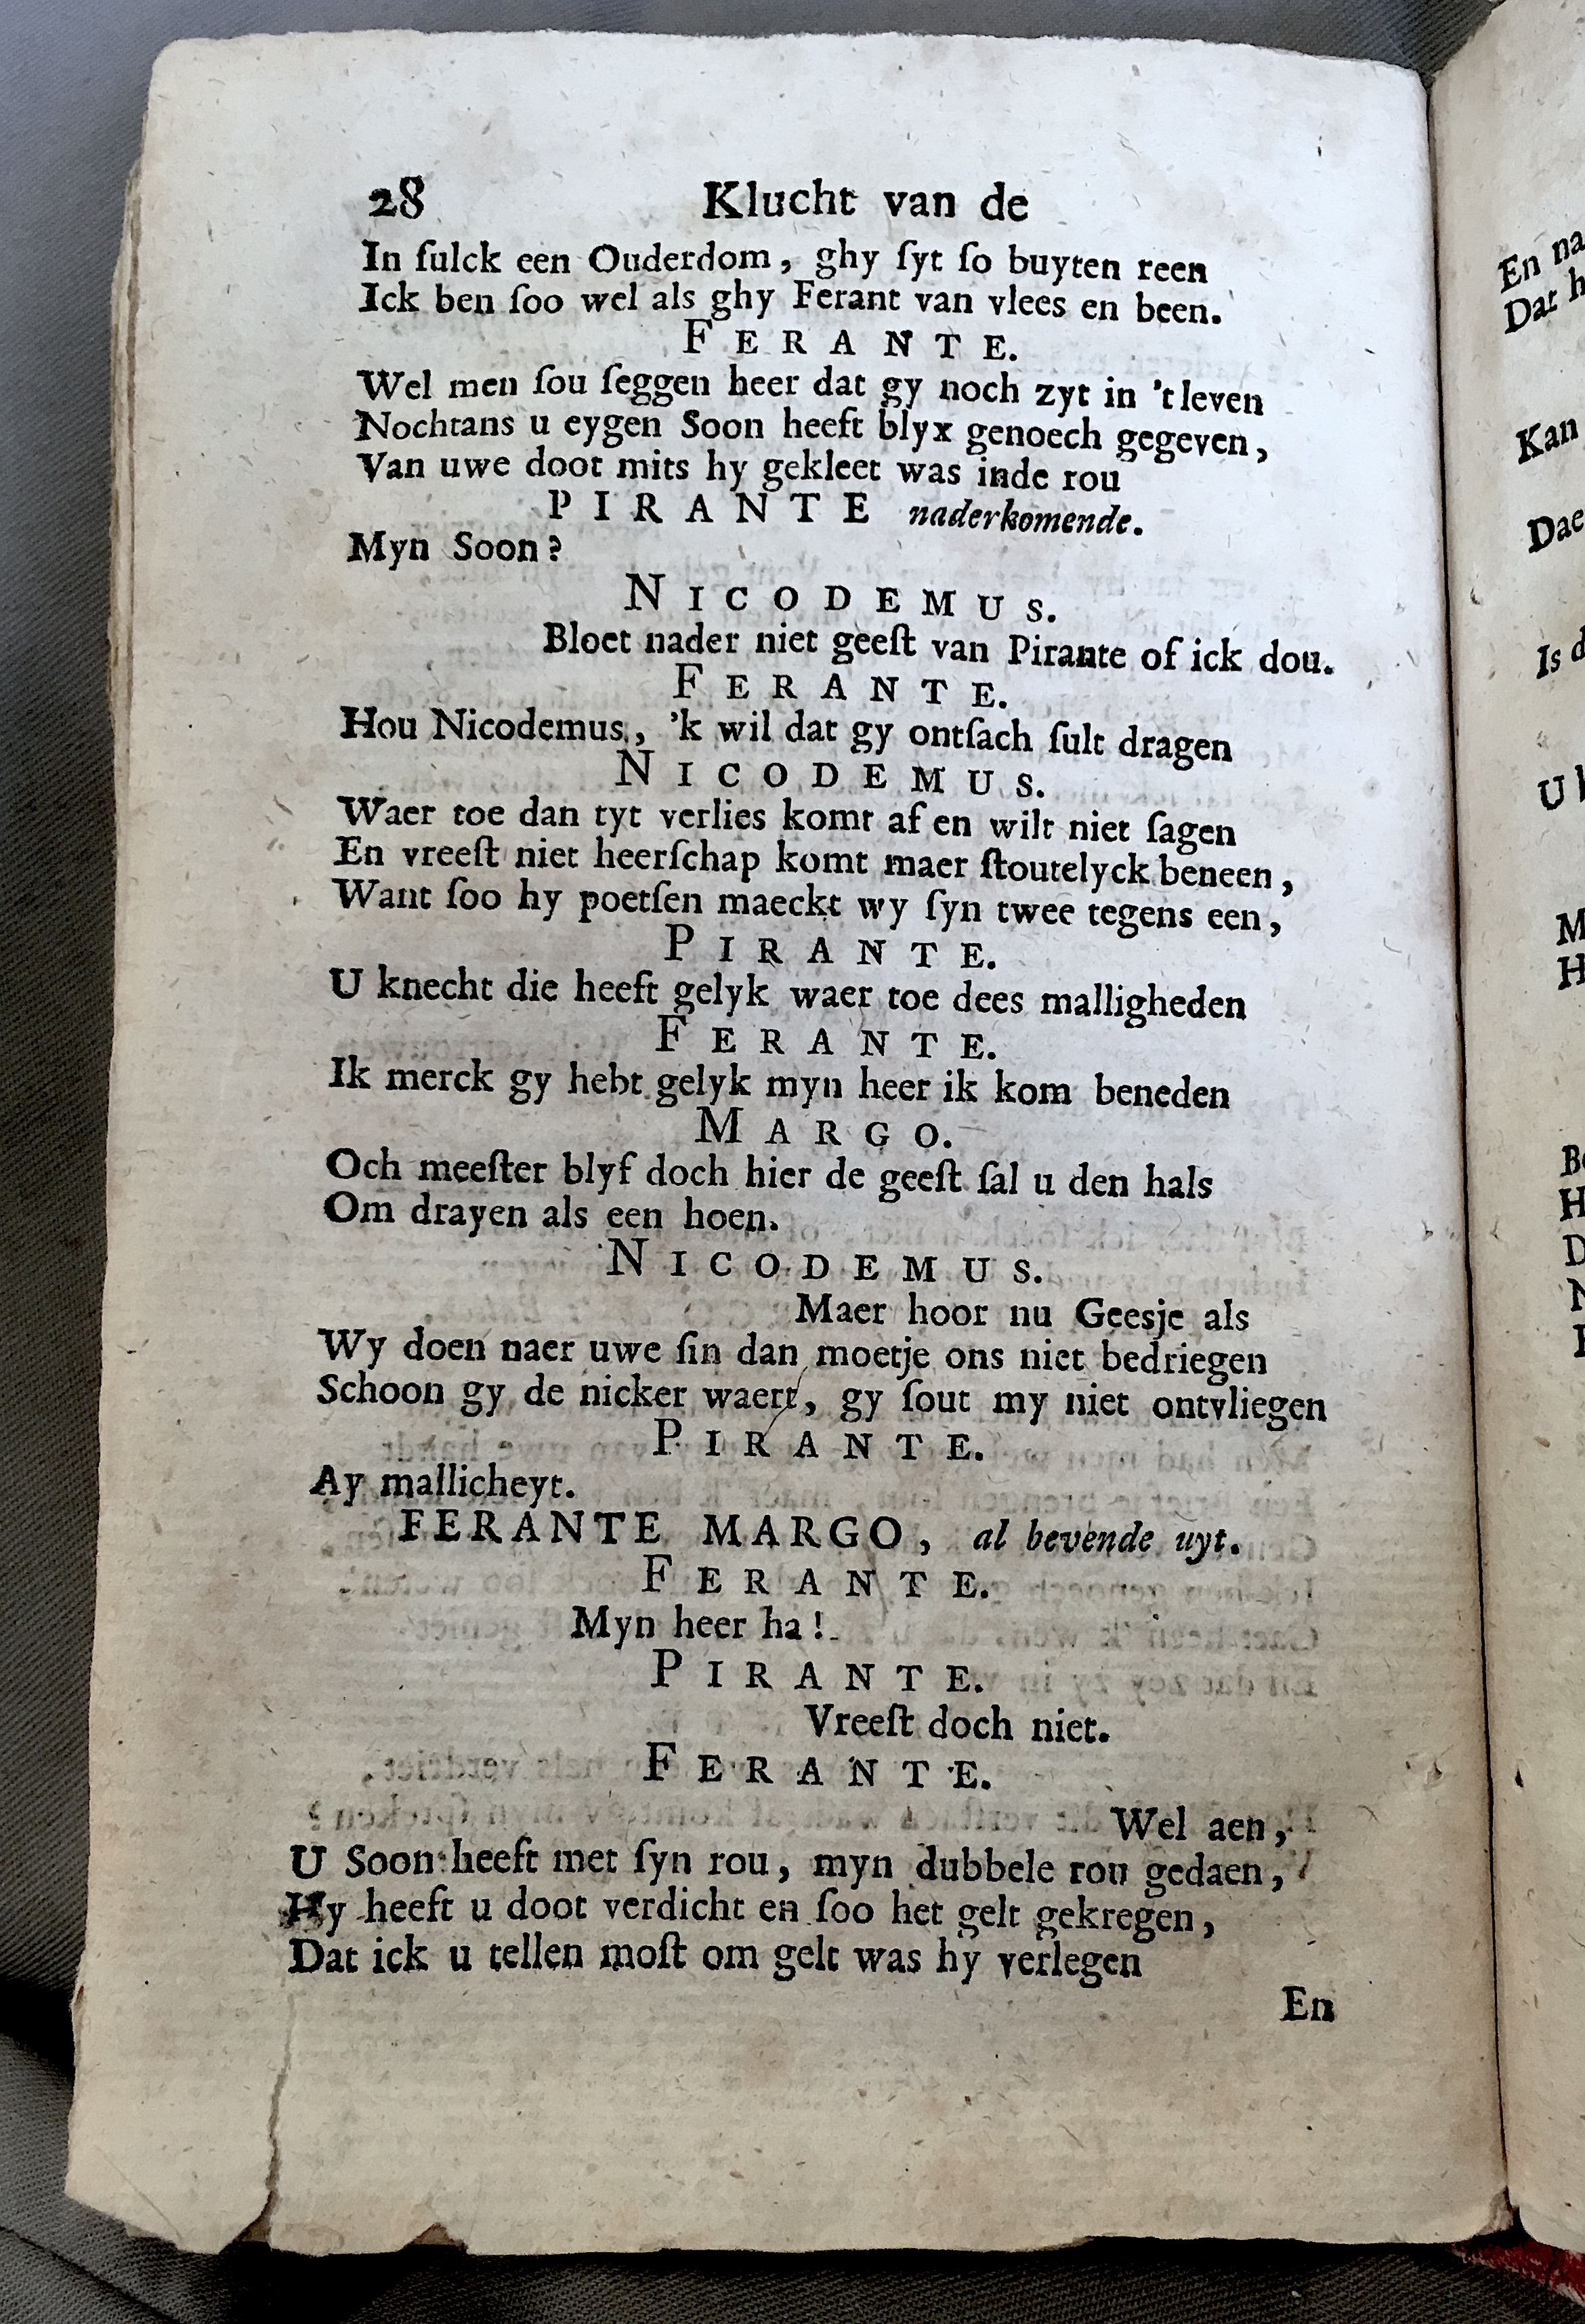 28 Klucht van de
In ſulck een Ouderdom, ghy ſyt ſo buyten reen
Ick ben ſoo wel als ghy Ferant van vlees en been.
FERANTE.
Wel men ſou ſeggen heer dat gy noch zyt in 't leven
Nochtans u eygen Soon heeft blyx genoech gegeven,
Van uwe doot mits hy gekleet was inde rou
PIRANTE naderkomende.
Myn Soon?
NICODEMUS.
Bloet nader niet geeſt van Pirante of ick dou.
FERANTE.
Hou Nicodemus, 'k wil dat gy ontſach ſult dragen
NICODEMUS.
Waer toe dan tyt verlies komt af en wilt niet ſagen
En vreeſt niet heerſchap komt maer ſtoutelyck beneen,
Want ſoo hy poetſen maeckt wy ſyn twee tegens een,
PIRANTE.
U knecht die heeft gelyk waer toe dees malligheden
FERANTE.
Ik merck gy hebt gelyk myn heer ik kom beneden
MARGO.
Och meeſter blyf doch hier de geeſt ſal u den hals
Om drayen als een hoen.
NICODEMUS.
Maer hoor nu Geesje als
Wy doen naer uwe ſin dan moetje ons niet bedriegen
Schoon gy de nicker waert, gy ſout my niet ontvliegen
PIRANTE.
Ay mallicheyt.
FERANTE MARGO, al bevende uyt.
FERANTE.
Myn heer ha!
PIRANTE.
Vreeſt doch niet.
FERANTE.
Wel aen,
U Soon heeft met ſyn rou, myn dubbele rou gedaen,
Hy heeft u doot verdicht en ſoo het gelt gekregen,
Dat ick u tellen moſt om gelt was hy verlegen
En
En na
Dat h
Kan
Dae
Is d
U
M
H
H
D
N